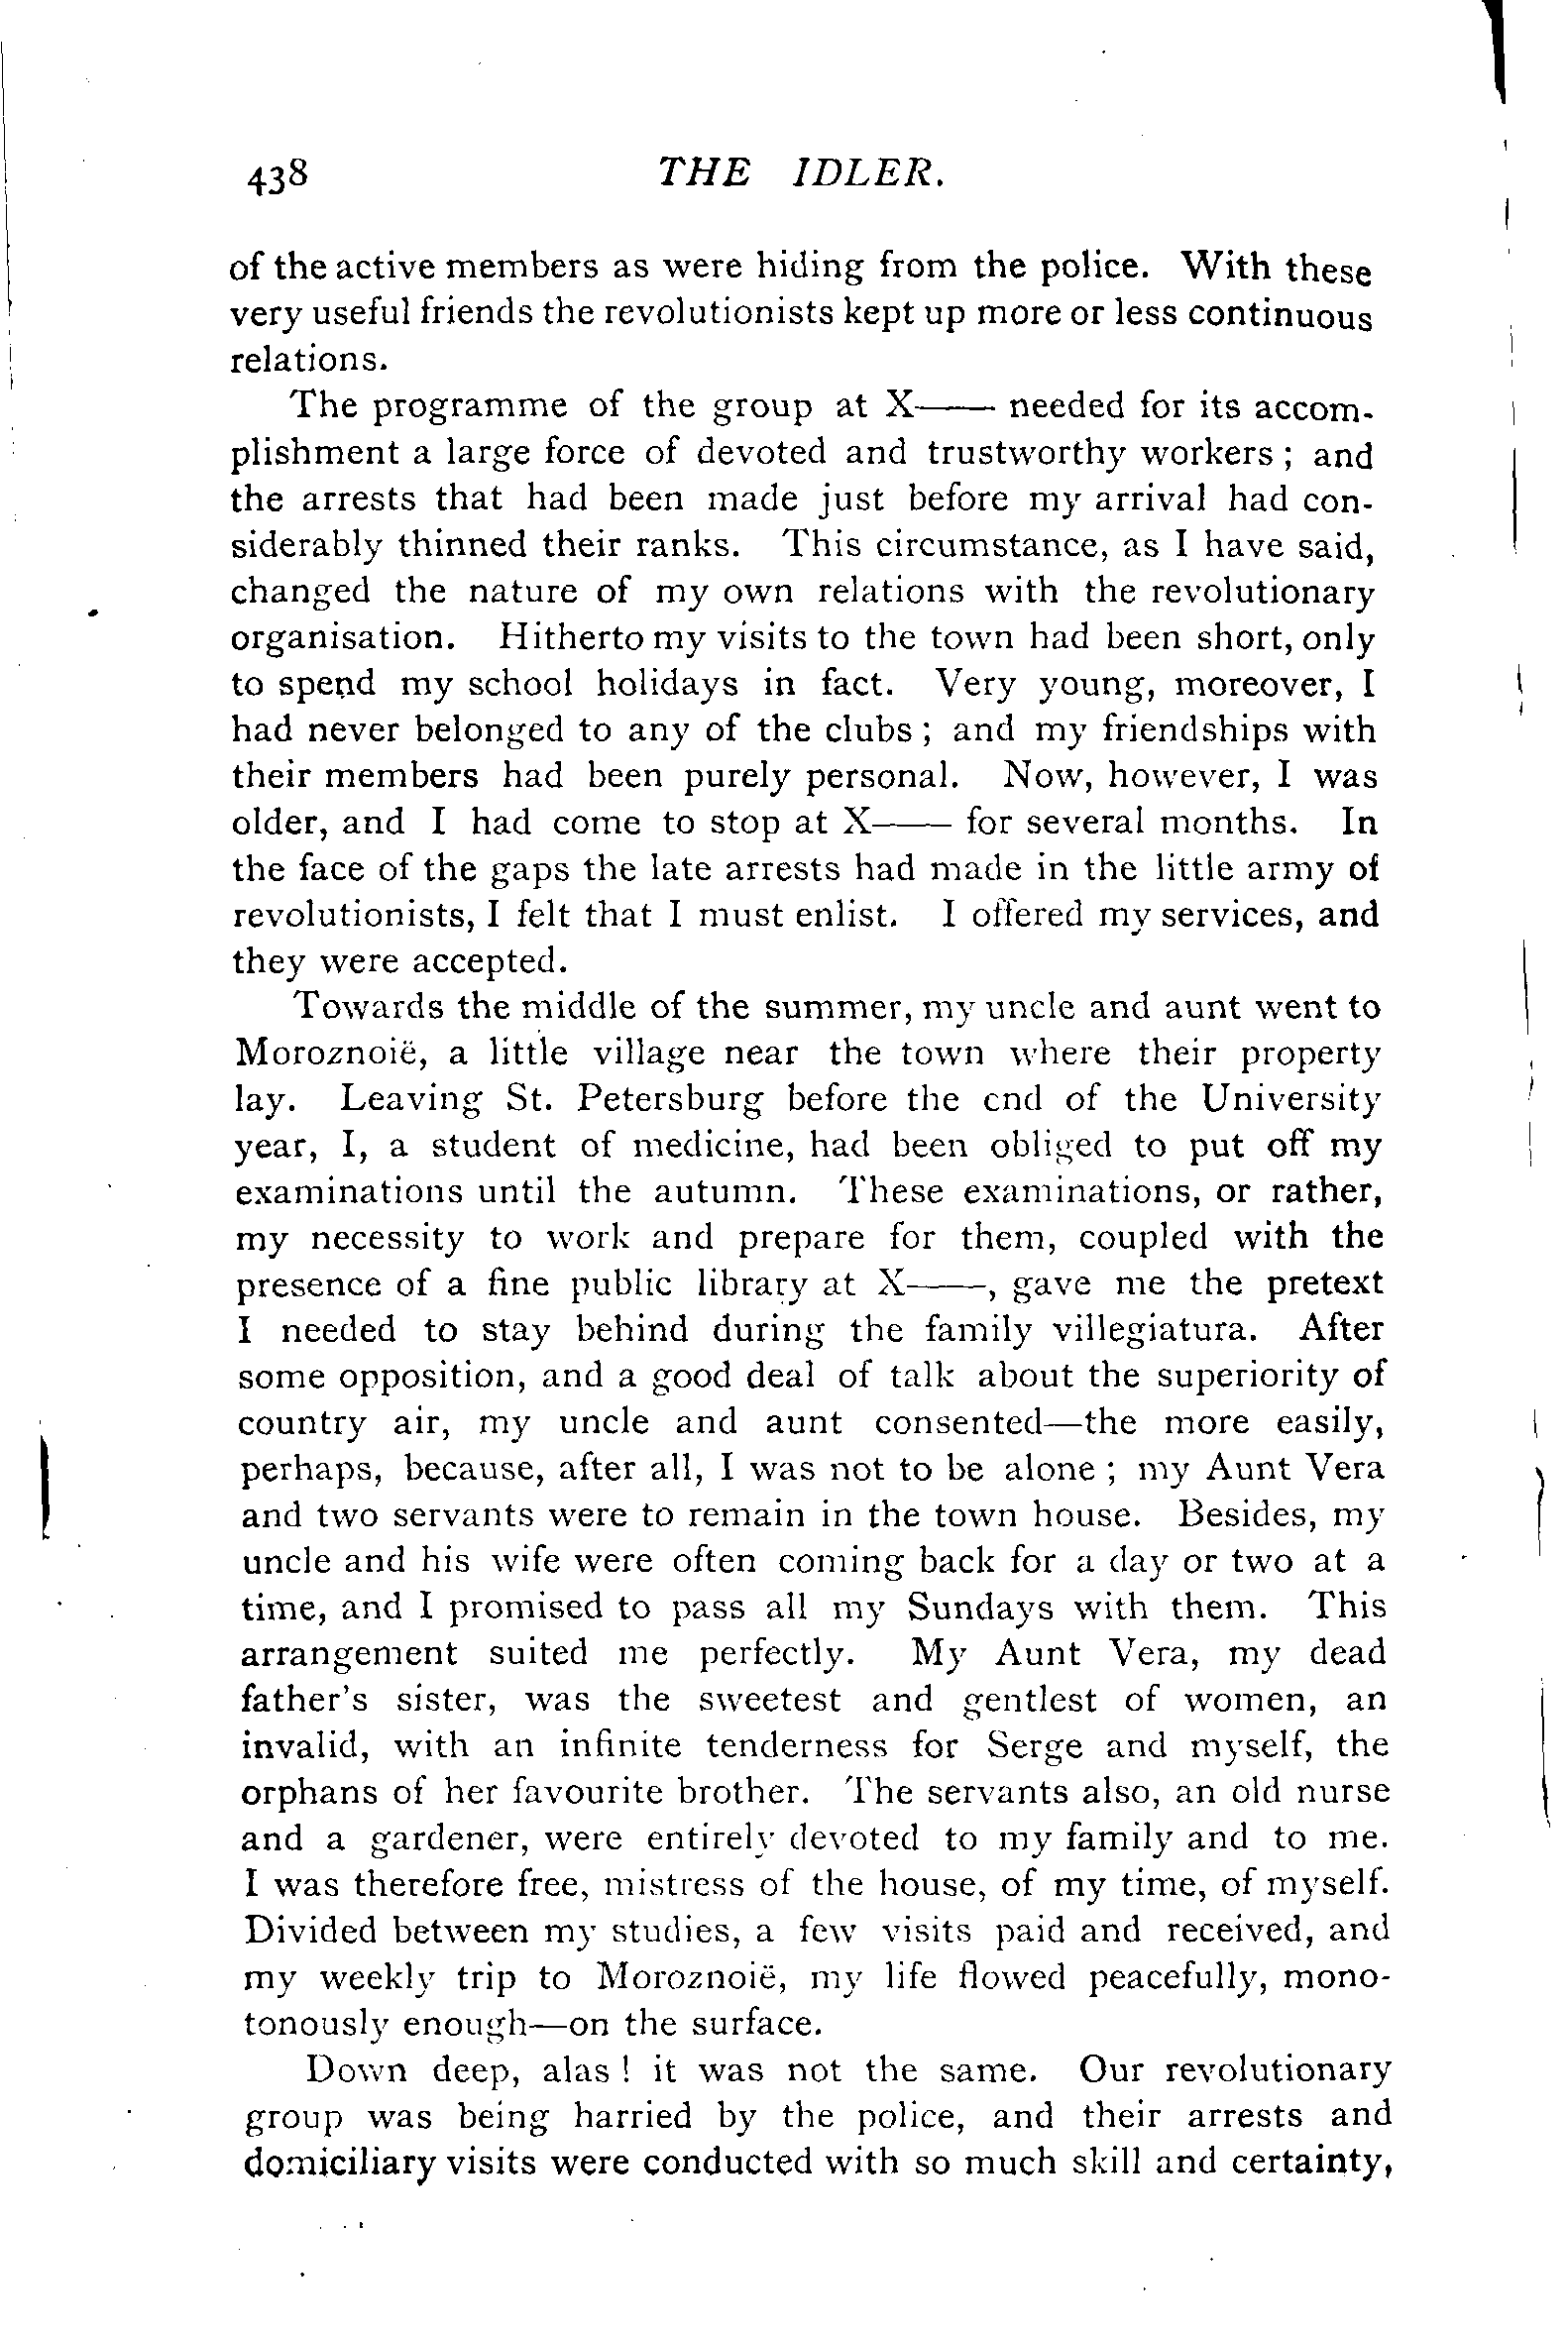 438 THE IDLER.
of the active members as were hiding from the police. With these
very useful friends the revolutionists kept up more or less continuous
relations.
The programme of the group at X—— needed for its accom-
plishment a large force of devoted and trustworthy workers; and
the arrests that had been made just before my arrival had con-
siderably thinned their ranks. This circumstance, as I have said,
changed the nature of my own relations with the revolutionary
organisation. Hitherto my visits to the town had been short, only
to spend my school holidays in fact. Very young, moreover, I
had never belonged to any of the clubs; and my friendships with
their members had been purely personal. Now, however, I was
older, and I had come to stop at X—— for several months. In
the face of the gaps the late arrests had made in the little army of
revolutionists, I felt that I must enlist. I offered my services, and
they were accepted.
Towards the middle of the summer, my uncle and aunt went to
Moroznoië, a little village near the town where their property
lay. Leaving St. Petersburg before the end of the University
year, I, a student of medicine, had been obliged to put off my
examinations until the autumn. These examinations, or rather,
my necessity to work and prepare for them, coupled with the
presence of a fine public library at X——, gave me the pretext
I needed to stay behind during the family villegiatura. After
some opposition, and a good deal of talk about the superiority of
country air, my uncle and aunt consented—the more easily,
perhaps, because, after all, I was not to be alone; my Aunt Vera
and two servants were to remain in the town house. Besides, my
uncle and his wife were often coming back for a day or two at a
time, and I promised to pass all my Sundays with them. This
arrangement suited me perfectly. My Aunt Vera, my dead
father's sister, was the sweetest and gentlest of women, an
invalid, with an infinite tenderness for Serge and myself, the
orphans of her favourite brother. The servants also, an old nurse
and a gardener, were entirely devoted to my family and to me.
I was therefore free, mistress of the house, of my time, of myself.
Divided between my studies, a few visits paid and received, and
my weekly trip to Moroznoië, my life flowed peacefully, mono-
tonously enough—on the surface.
Down deep, alas! it was not the same. Our revolutionary
group was being harried by the police, and their arrests and
domiciliary visits were conducted with so much skill and certainty,